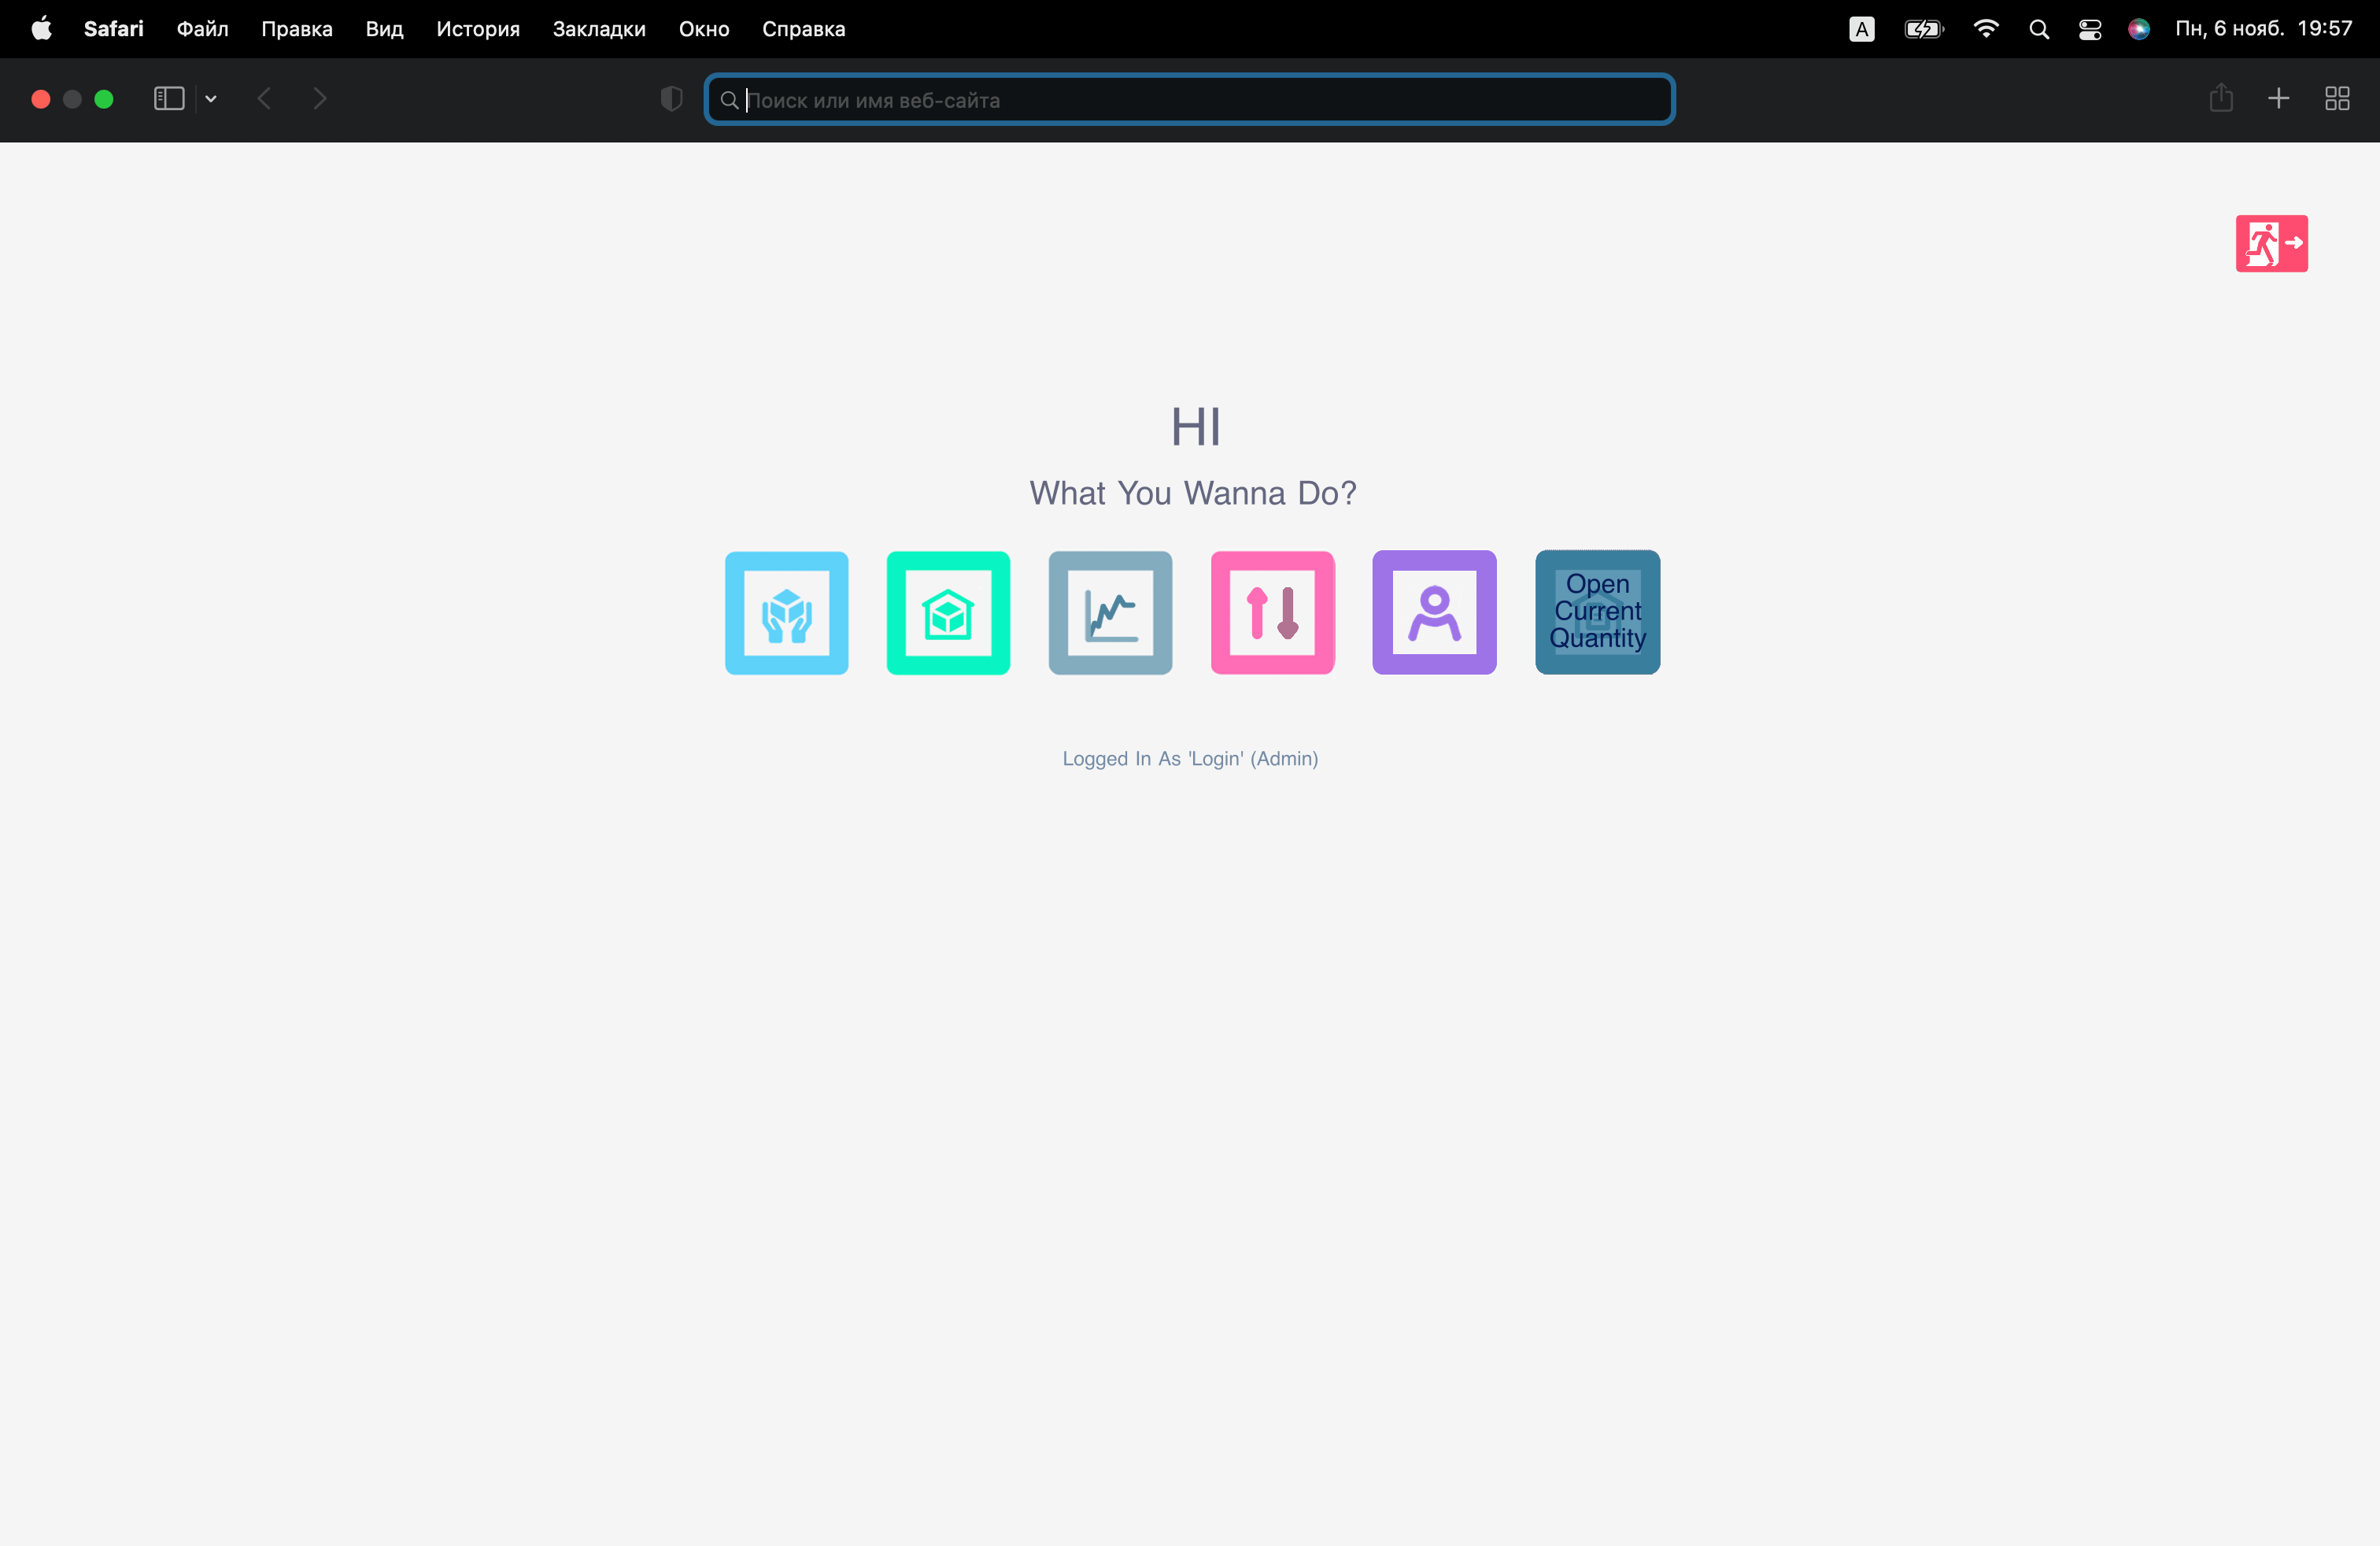 Safari Файл Правка Вид История Закладки Окно Справка A Пн, 6 нояб. 19:57
Поиск или имя веб-сайта
HI
What You Wanna Do?
Open
Current
Quantity
Logged In As 'Login' (Admin)